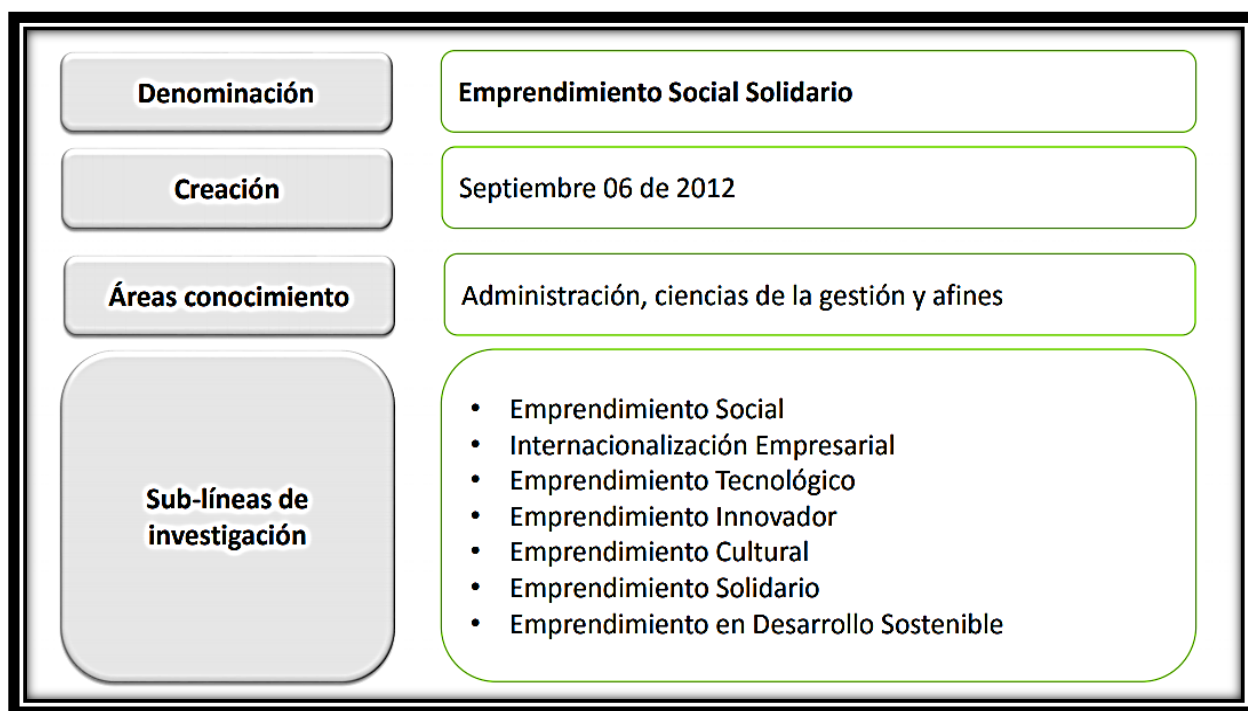 Denominación
Emprendimiento Social Solidario
Creación
Septiembre 06 de 2012
Áreas conocimiento
Administración, ciencias de la gestión y afines
Sub-líneas de
investigación
• Emprendimiento Social
• Internacionalización Empresarial
• Emprendimiento Tecnológico
• Emprendimiento Innovador
• Emprendimiento Cultural
• Emprendimiento Solidario
• Emprendimiento en Desarrollo Sostenible